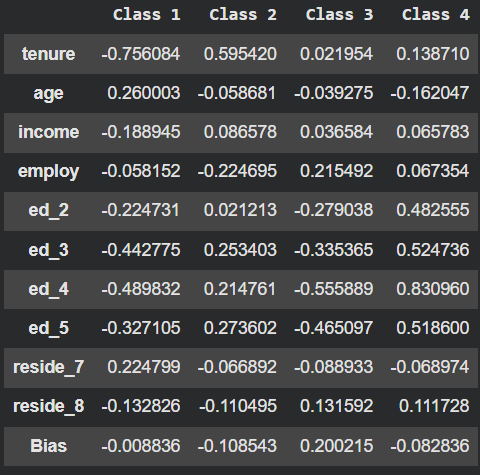 Class 1 Class 2 Class 3 Class 4
tenure -0.756084 0.595420 0.021954 0.138710
age 0.260003 -0.058681 -0.039275 -0.162047
income -0.188945 0.086578 0.036584 0.065783
employ -0.058152 -0.224695 0.215492 0.067354
ed_2 -0.224731 0.021213 -0.279038 0.482555
ed_3 -0.442775 0.253403 -0.335365 0.524736
ed_4 -0.489832 0.214761 -0.555889 0.830960
ed_5 -0.327105 0.273602 -0.465097 0.518600
reside_7 0.224799 -0.066892 -0.088933 -0.068974
reside_8 -0.132826 -0.110495 0.131592 0.111728
Bias -0.008836 -0.108543 0.200215 -0.082836